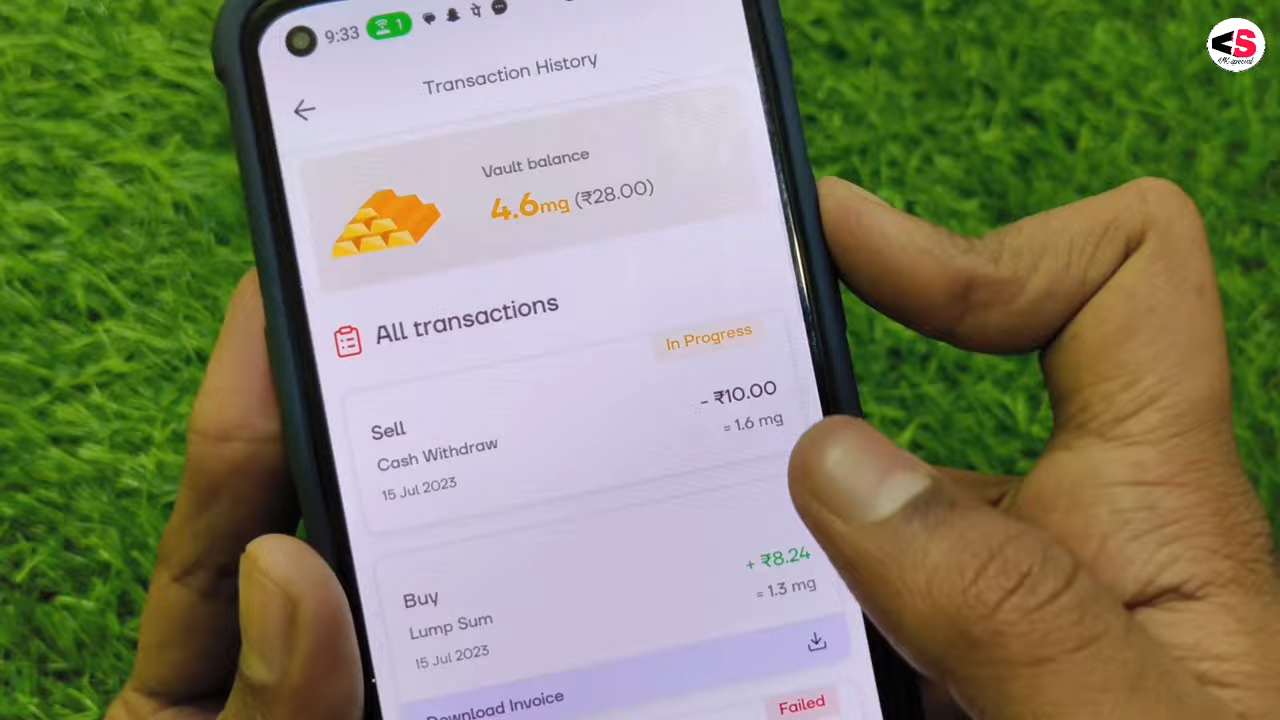 9:33
1
Transaction History
Vault balance
4.6mg (₹28.00)
All transactions
In Progress
Sell
- ₹10.00
Cash Withdraw
= 1.6 mg
15 Jul 2023
Buy
+ ₹8.24
Lump Sum
= 1.3 mg
15 Jul 2023
Download Invoice
Failed